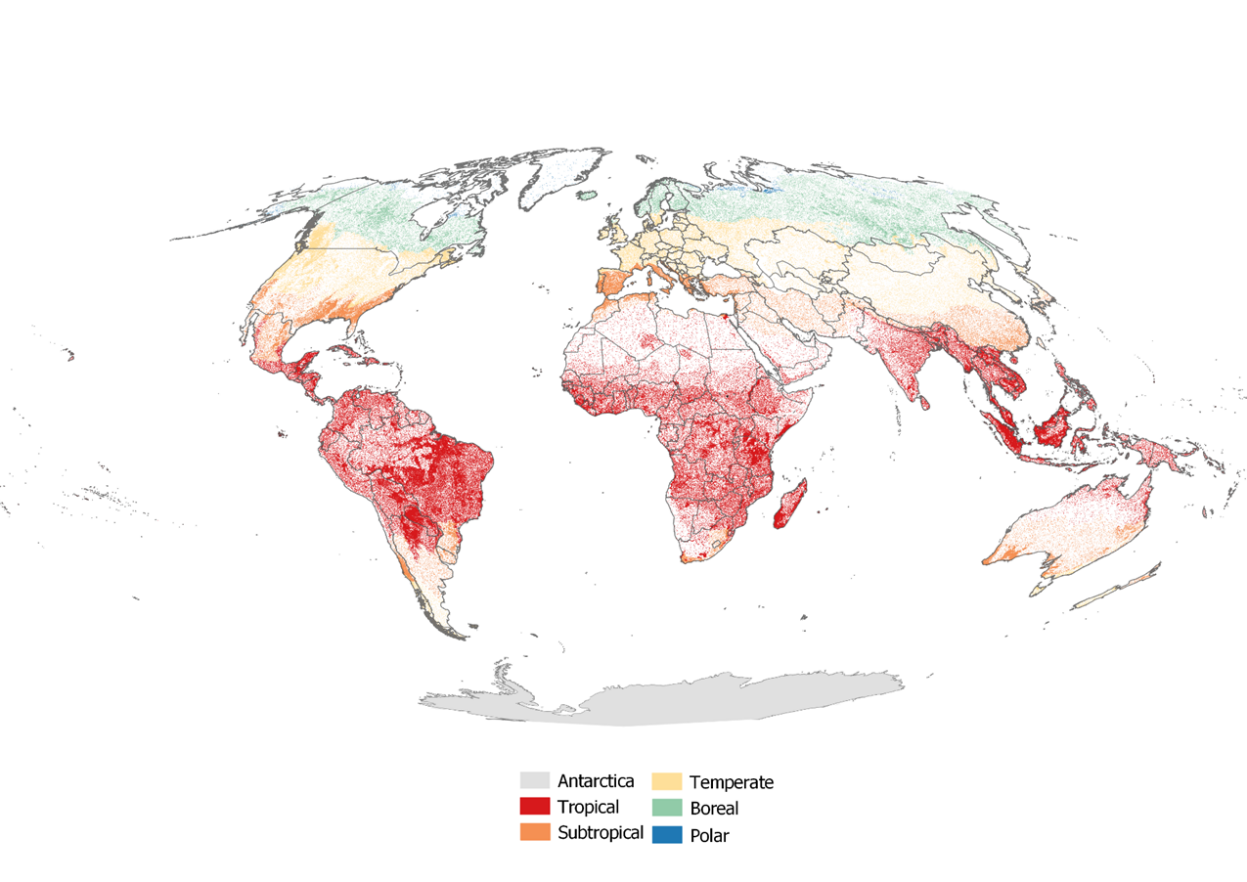 Antarctica
Tropical
Subtropical
Temperate
Boreal
Polar